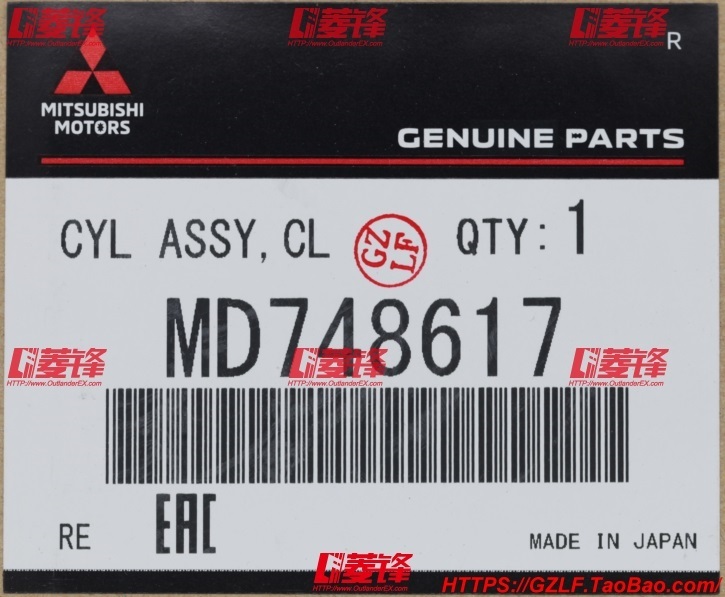 菱锋 菱锋 菱锋
HTTP://www.OutlanderEX.com HTTP://www.OutlanderEX.com HTTP://www.OutlanderEX.com
R
MITSUBISHI
MOTORS
GENUINE PARTS
CYL ASSY, CL GZ LF QTY: 1
MD748617
菱锋 菱锋 菱锋
HTTP://www.OutlanderEX.com HTTP://www.OutlanderEX.com HTTP://www.OutlanderEX.com
RE EAC MADE IN JAPAN
菱锋
HTTP://www.OutlanderEX.com
HTTPS://GZLF.TaoBao.com/